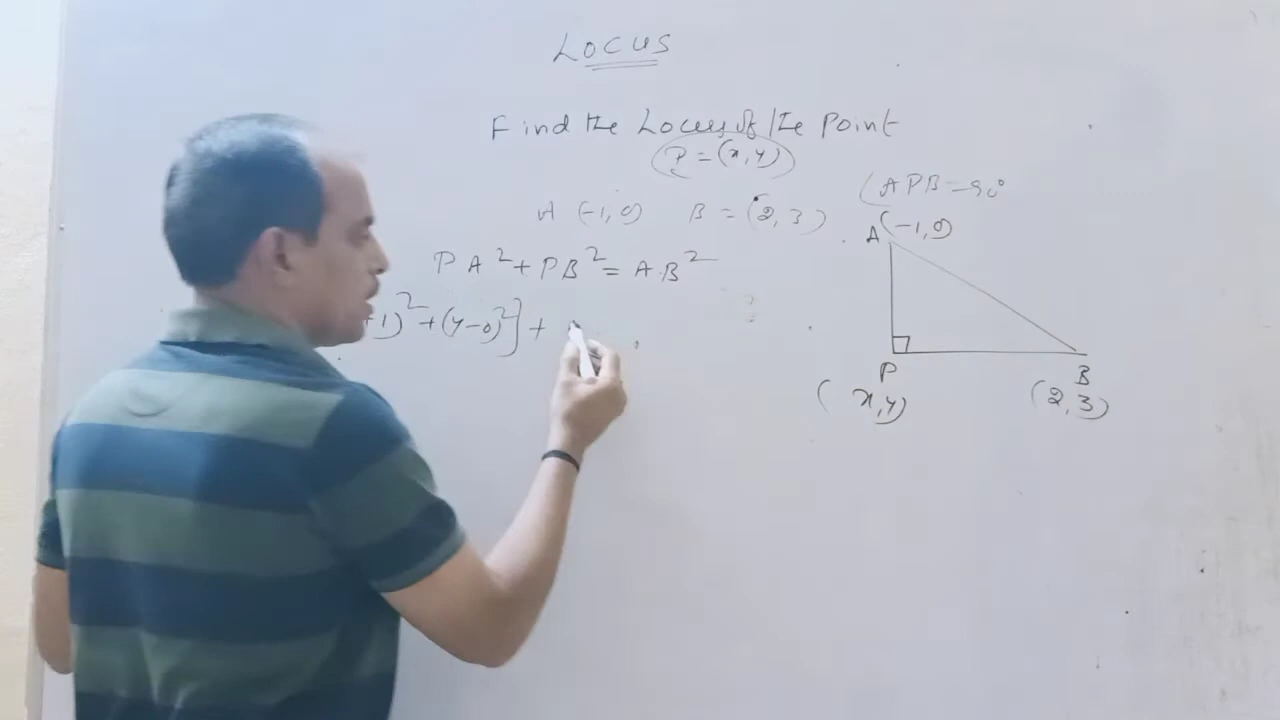 LOCUS
Find the Locus of the Point
P = (x, y)
A (-1, 0) B = (2, 3)
(APB = 90°
A (-1, 0)
PA² + PB² = AB²
+1)² + (y-0)²] +
P
B
(x, y)
(2, 3)